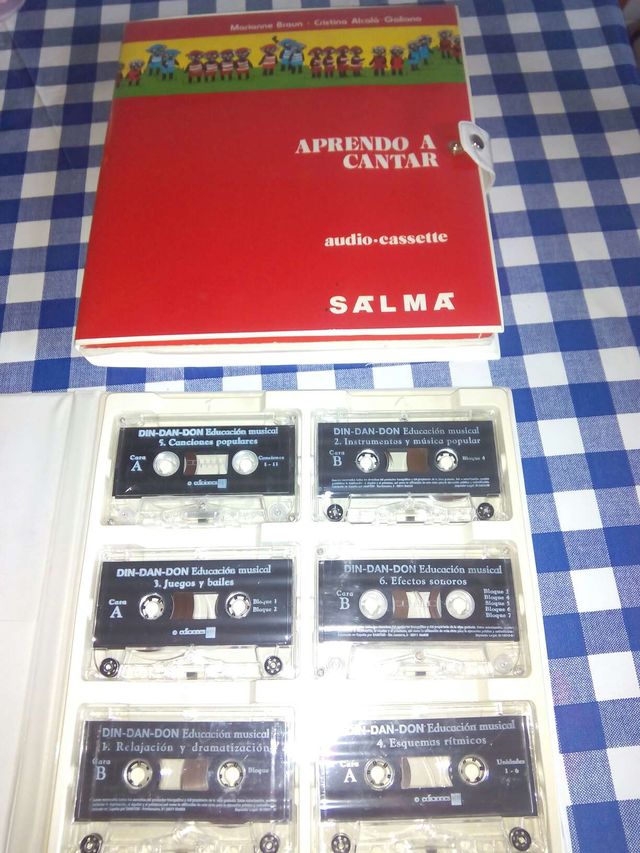 Marianne Braun · Cristina Alcalá Galiano
APRENDO A
CANTAR
audio-cassette
SALMA
DIN-DAN-DON Educación musical
5. Canciones populares
Cara
A
Canciones
1 - 11
ediciones
DIN-DAN-DON Educación musical
2. Instrumentos y música popular
Cara
B
Bloque 4
DIN-DAN-DON Educación musical
3. Juegos y bailes
Cara
A
Bloque 1
Bloque 2
ediciones
DIN-DAN-DON Educación musical
6. Efectos sonoros
Cara
B
Bloque 3
Bloque 4
Bloque 5
Bloque 6
Bloque 7
DIN-DAN-DON Educación musical
1. Relajación y dramatización
Cara
B
Bloque
DIN-DAN-DON Educación musical
4. Esquemas rítmicos
Cara
A
Unidades
1 - 6
ediciones